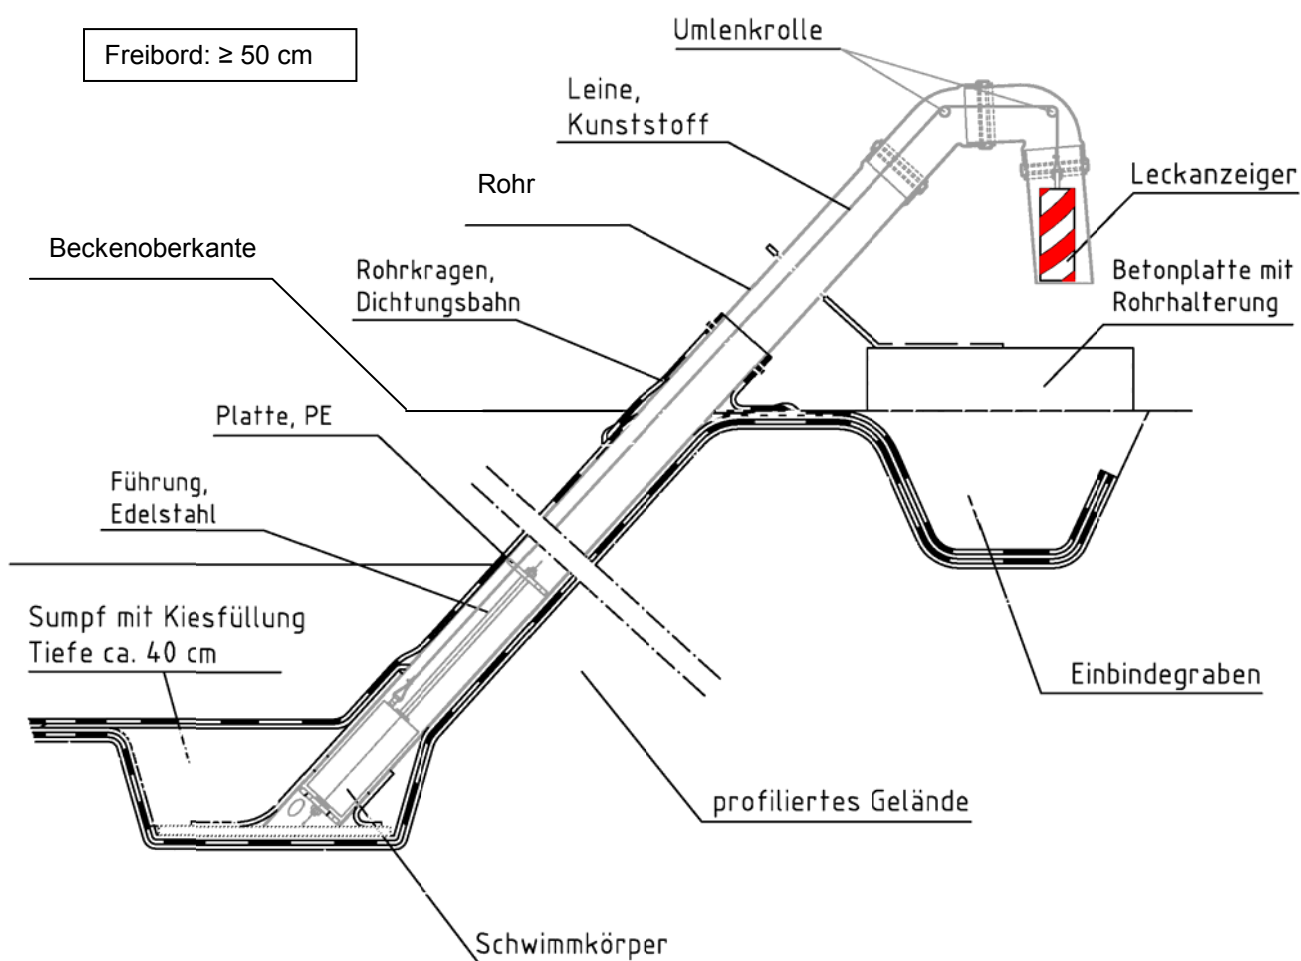 Freibord: ≥ 50 cm
Umlenkrolle
Leine,
Kunststoff
Rohr
Leckanzeiger
Beckenoberkante
Rohrkragen,
Dichtungsbahn
Betonplatte mit
Rohrhalterung
Platte, PE
Führung,
Edelstahl
Sumpf mit Kiesfüllung
Tiefe ca. 40 cm
Einbindegraben
profiliertes Gelände
Schwimmkörper